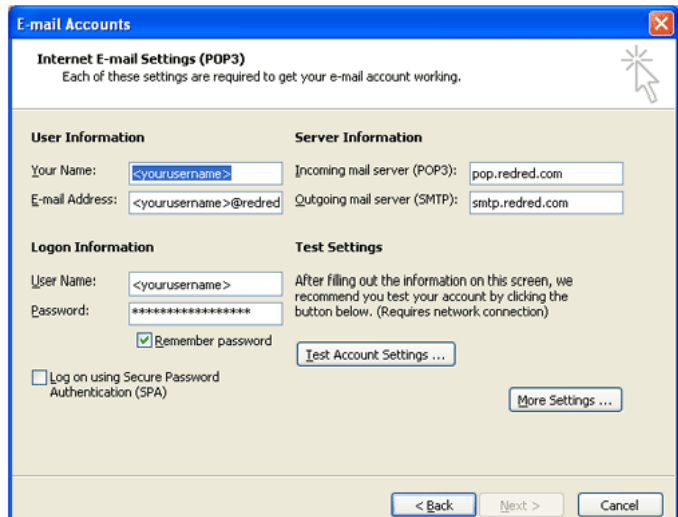 E-mail Accounts
Internet E-mail Settings (POP3)
Each of these settings are required to get your e-mail account working.
User Information
Your Name: <yourusername>
E-mail Address: <yourusername>@redred
Server Information
Incoming mail server (POP3): pop.redred.com
Outgoing mail server (SMTP): smtp.redred.com
Logon Information
User Name: <yourusername>
Password: *****************
Remember password
Log on using Secure Password
Authentication (SPA)
Test Settings
After filling out the information on this screen, we
recommend you test your account by clicking the
button below. (Requires network connection)
Test Account Settings ...
More Settings ...
< Back
Next >
Cancel